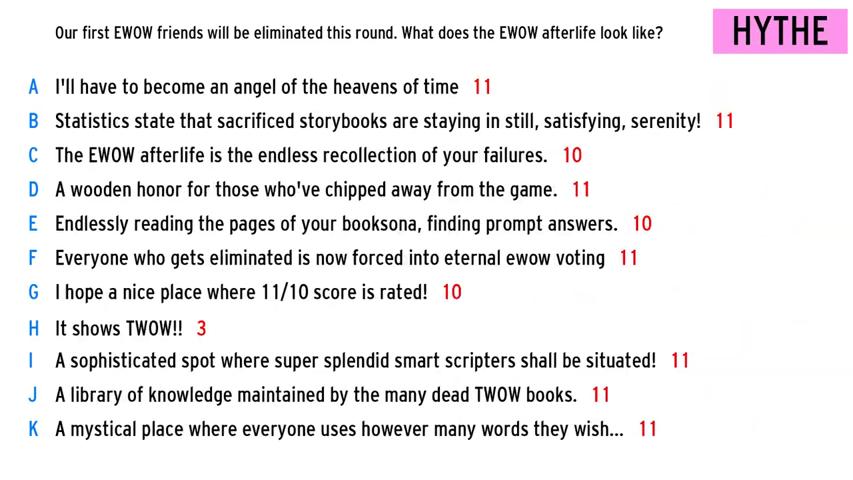 Our first EWOW friends will be eliminated this round. What does the EWOW afterlife look like?
HYTHE
A I'll have to become an angel of the heavens of time 11
B Statistics state that sacrificed storybooks are staying in still, satisfying, serenity! 11
C The EWOW afterlife is the endless recollection of your failures. 10
D A wooden honor for those who've chipped away from the game. 11
E Endlessly reading the pages of your booksona, finding prompt answers. 10
F Everyone who gets eliminated is now forced into eternal ewow voting 11
G I hope a nice place where 11/10 score is rated! 10
H It shows TWOW!! 3
I A sophisticated spot where super splendid smart scripters shall be situated! 11
J A library of knowledge maintained by the many dead TWOW books. 11
K A mystical place where everyone uses however many words they wish... 11